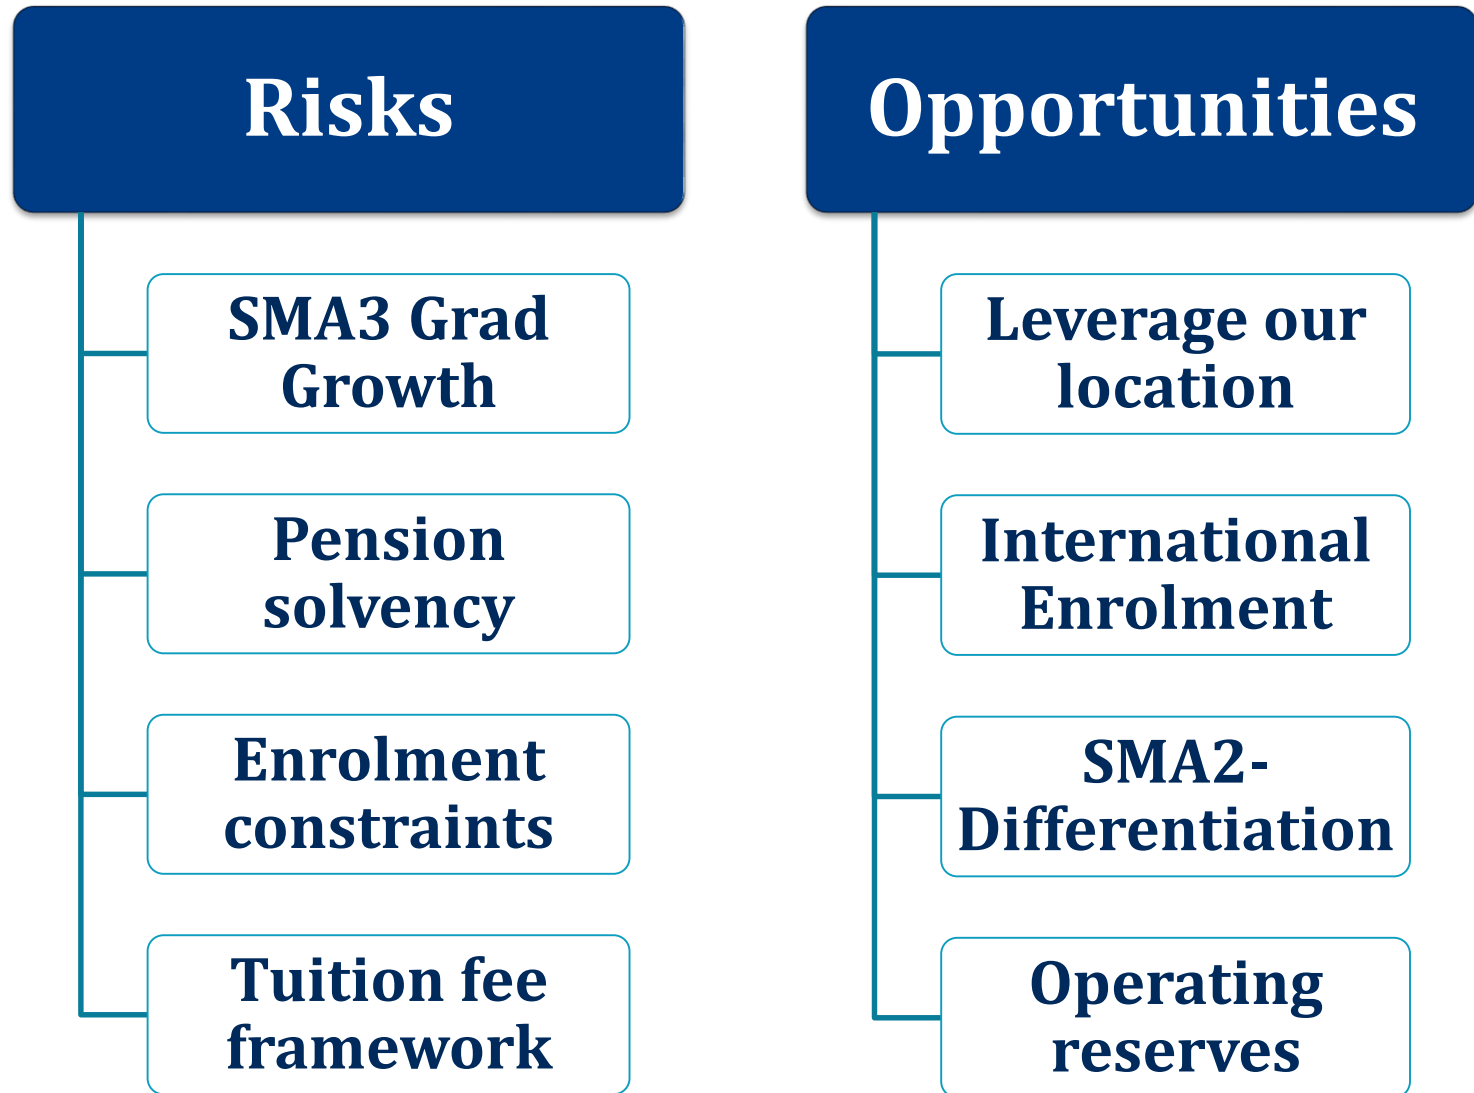 Risks
SMA3 Grad
Growth
Pension
solvency
Enrolment
constraints
Tuition fee
framework
Opportunities
Leverage our
location
International
Enrolment
SMA2-
Differentiation
Operating
reserves